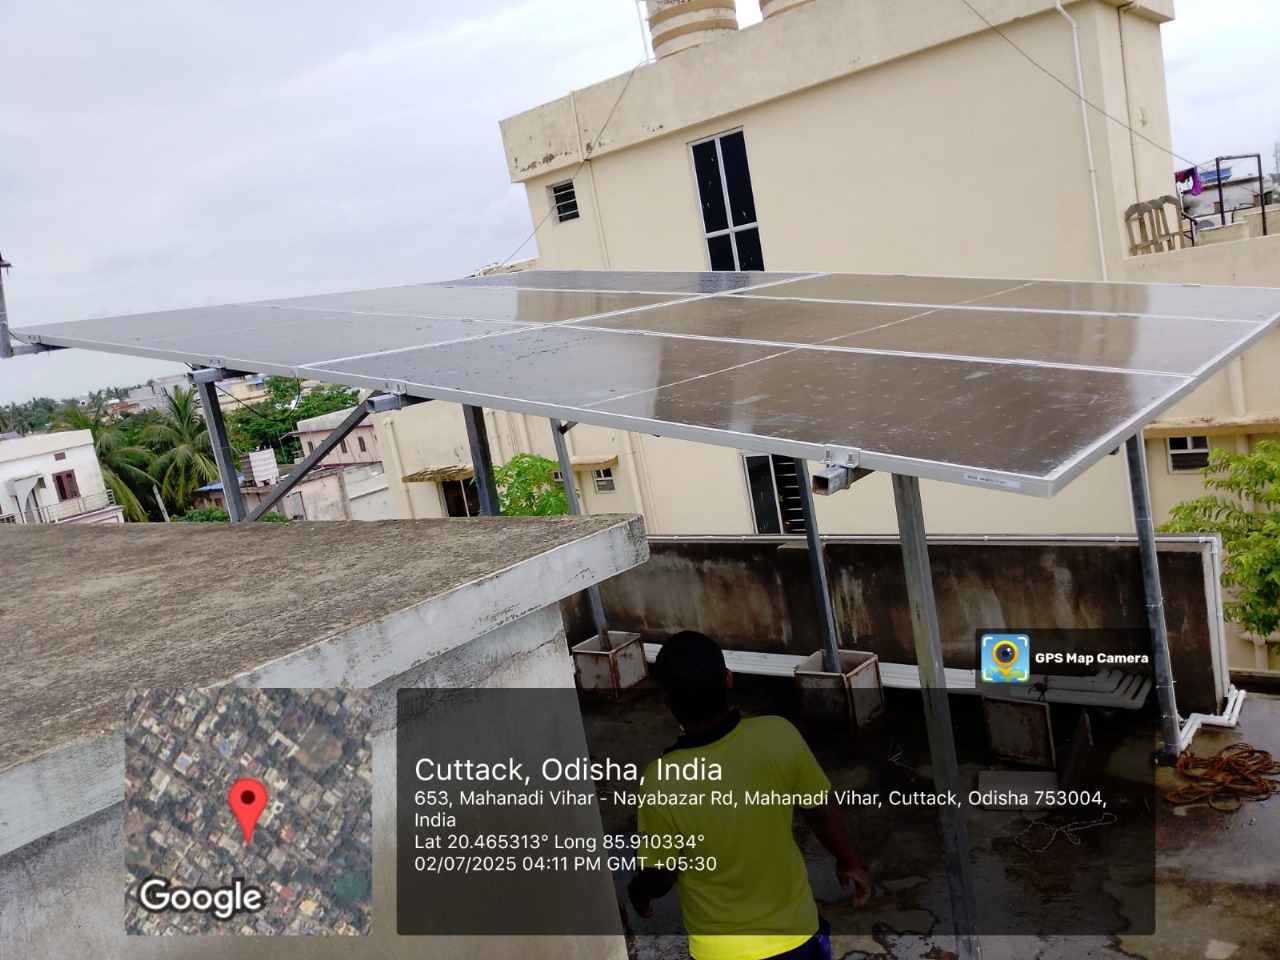 GPS Map Camera
Cuttack, Odisha, India
653, Mahanadi Vihar - Nayabazar Rd, Mahanadi Vihar, Cuttack, Odisha 753004,
India
Lat 20.465313° Long 85.910334°
02/07/2025 04:11 PM GMT +05:30
Google